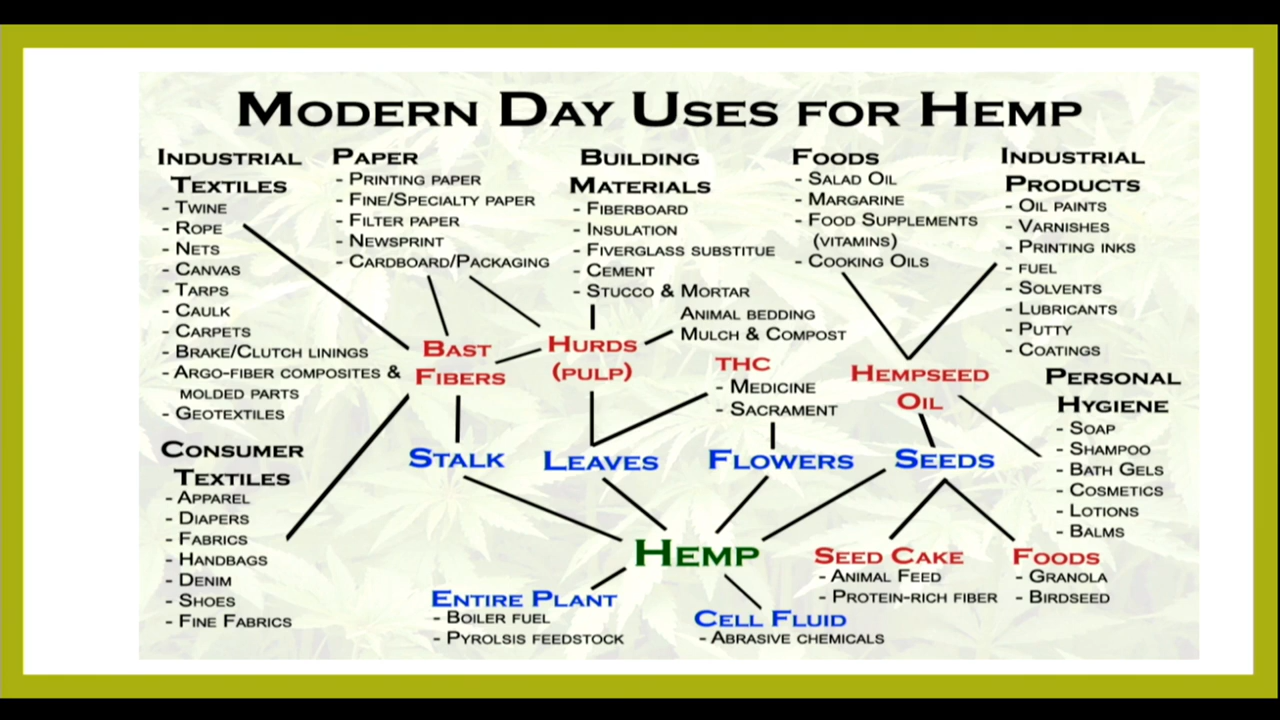 MODERN DAY USES FOR HEMP
INDUSTRIAL
TEXTILES
- TWINE
- ROPE
- NETS
- CANVAS
- TARPS
- CAULK
- CARPETS
- BRAKE/CLUTCH LININGS
- ARGO-FIBER COMPOSITES &
MOLDED PARTS
- GEOTEXTILES
CONSUMER
TEXTILES
- APPAREL
- DIAPERS
- FABRICS
- HANDBAGS
- DENIM
- SHOES
- FINE FABRICS
PAPER
- PRINTING PAPER
- FINE/SPECIALTY PAPER
- FILTER PAPER
- NEWSPRINT
- CARDBOARD/PACKAGING
BUILDING
MATERIALS
- FIBERBOARD
- INSULATION
- FIVERGLASS SUBSTITUE
- CEMENT
- STUCCO & MORTAR
ANIMAL BEDDING
MULCH & COMPOST
FOODS
- SALAD OIL
- MARGARINE
- FOOD SUPPLEMENTS
(VITAMINS)
- COOKING OILS
INDUSTRIAL
PRODUCTS
- OIL PAINTS
- VARNISHES
- PRINTING INKS
- FUEL
- SOLVENTS
- LUBRICANTS
- PUTTY
- COATINGS
PERSONAL
HYGIENE
- SOAP
- SHAMPOO
- BATH GELS
- COSMETICS
- LOTIONS
- BALMS
BAST
FIBERS
HURDS
(PULP)
THC
- MEDICINE
- SACRAMENT
HEMPSEED
OIL
STALK
LEAVES
FLOWERS
SEEDS
HEMP
SEED CAKE
- ANIMAL FEED
- PROTEIN-RICH FIBER
FOODS
- GRANOLA
- BIRDSEED
ENTIRE PLANT
- BOILER FUEL
- PYROLSIS FEEDSTOCK
CELL FLUID
- ABRASIVE CHEMICALS